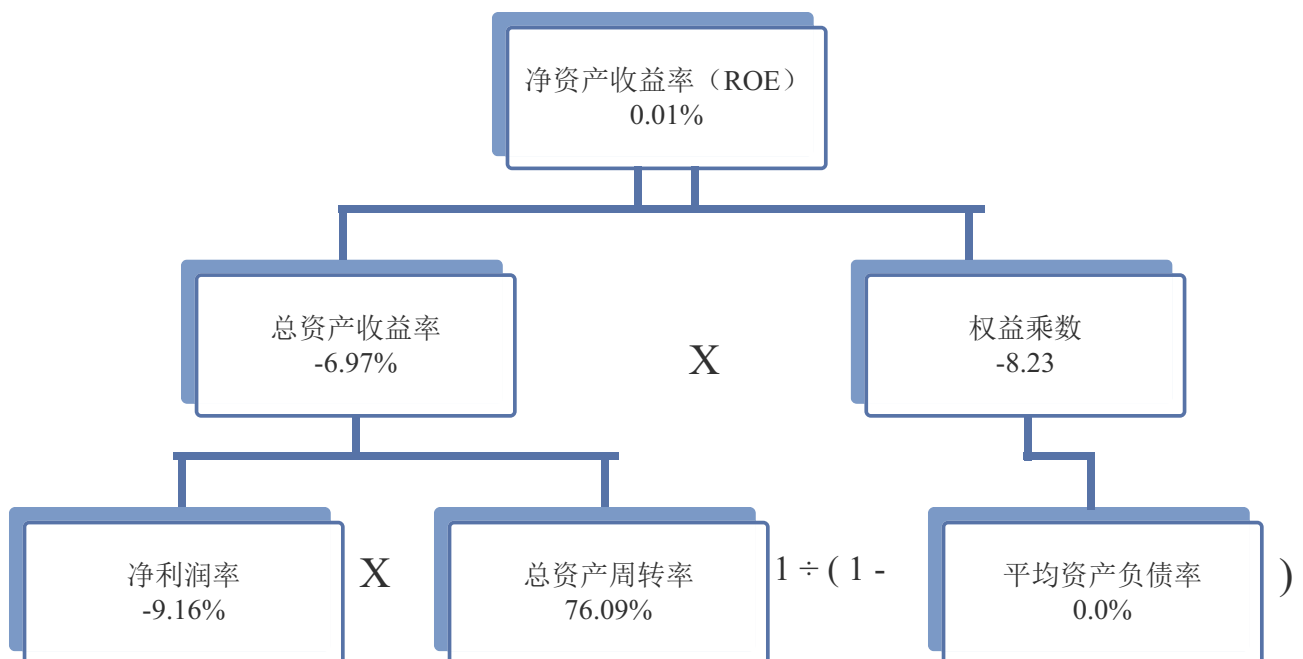 净资产收益率（ROE）
0.01%
总资产收益率
-6.97%
X
权益乘数
-8.23
净利润率
-9.16%
X
总资产周转率
76.09%
1 ÷ ( 1 -
平均资产负债率
0.0%
)